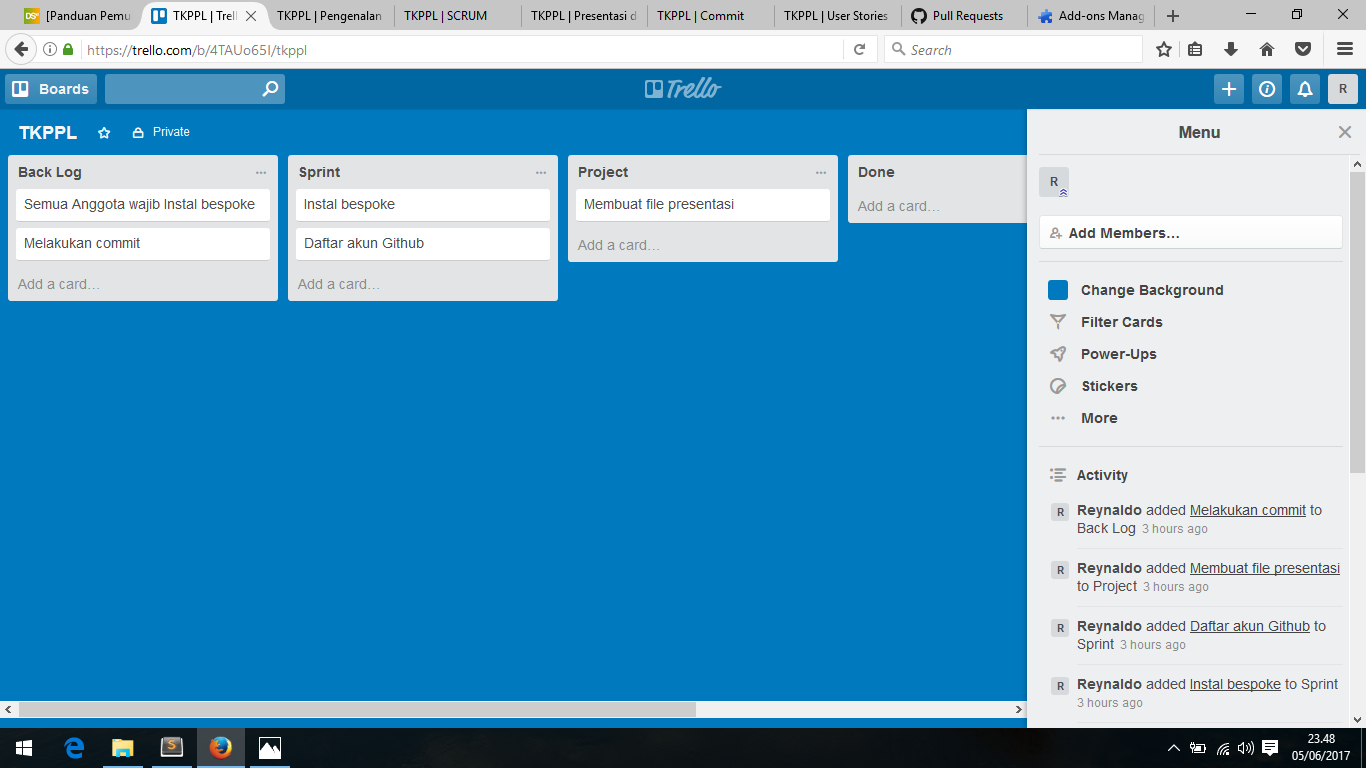 [Panduan Pemu
TKPPL | Trell
TKPPL | Pengenalan
TKPPL | SCRUM
TKPPL | Presentasi d
TKPPL | Commit
TKPPL | User Stories
Pull Requests
Add-ons Manag
https://trello.com/b/4TAUo65I/tkppl
Search
Boards
Trello
R
TKPPL
Private
Back Log
Semua Anggota wajib Instal bespoke
Melakukan commit
Add a card…
Sprint
Instal bespoke
Daftar akun Github
Add a card…
Project
Membuat file presentasi
Add a card…
Done
Add a card…
Menu
R
Add Members…
Change Background
Filter Cards
Power-Ups
Stickers
More
Activity
R
Reynaldo added Melakukan commit to
Back Log 3 hours ago
R
Reynaldo added Membuat file presentasi
to Project 3 hours ago
R
Reynaldo added Daftar akun Github to
Sprint 3 hours ago
R
Reynaldo added Instal bespoke to Sprint
3 hours ago
23.48
05/06/2017